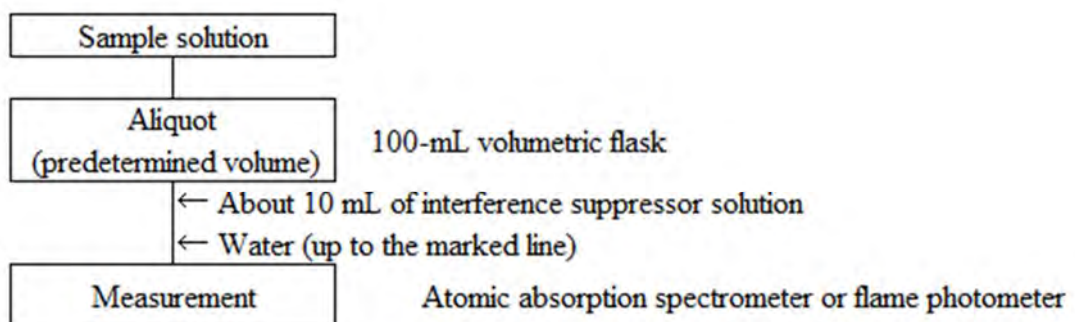 Sample solution
Aliquot
(predetermined volume)
100-mL volumetric flask
← About 10 mL of interference suppressor solution
← Water (up to the marked line)
Measurement
Atomic absorption spectrometer or flame photometer